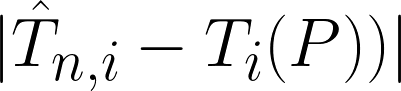 |\hat{T}_{n,i} - T_i(P))|